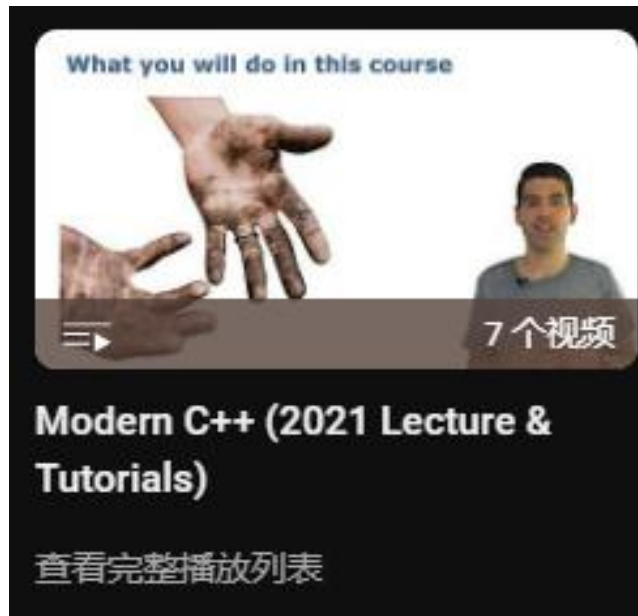 What you will do in this course
7 个视频
Modern C++ (2021 Lecture &
Tutorials)
查看完整播放列表